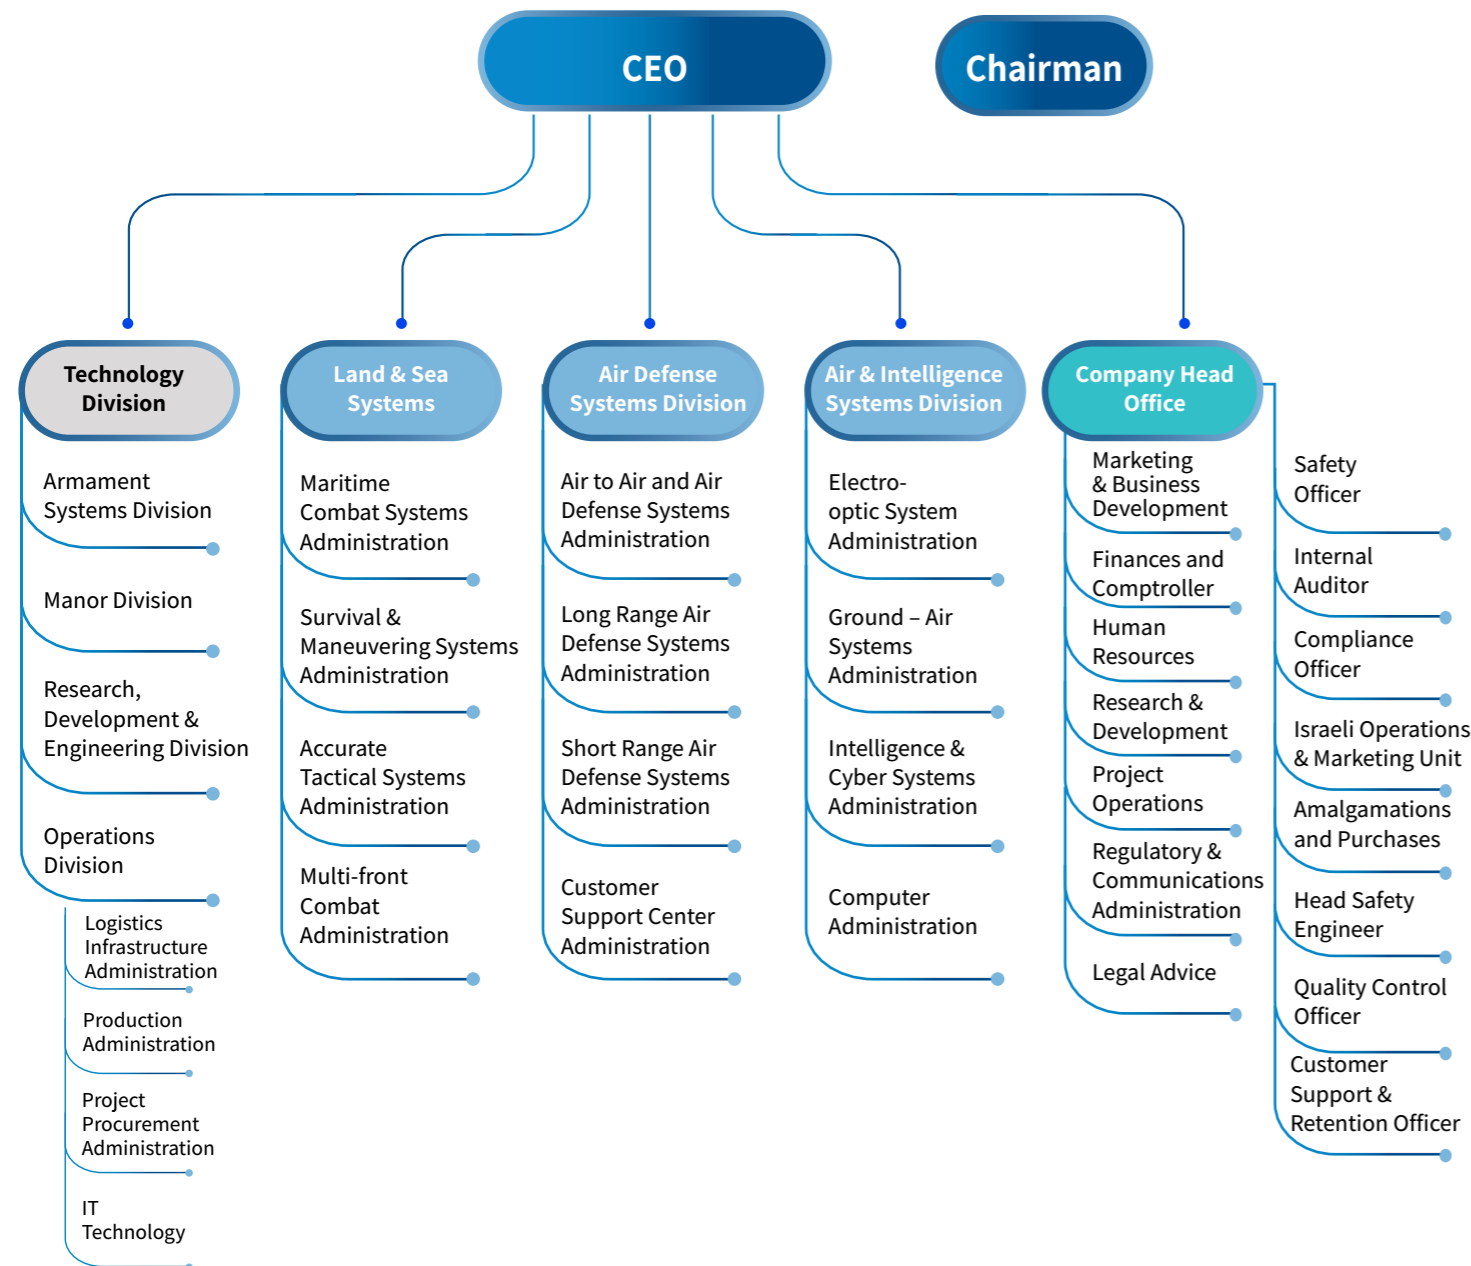 CEO
Chairman
Technology
Division
Armament
Systems Division
Manor Division
Research,
Development &
Engineering Division
Operations
Division
Logistics
Infrastructure
Administration
Production
Administration
Project
Procurement
Administration
IT
Technology
Land & Sea
Systems
Maritime
Combat Systems
Administration
Survival &
Maneuvering Systems
Administration
Accurate
Tactical Systems
Administration
Multi-front
Combat
Administration
Air Defense
Systems Division
Air to Air and Air
Defense Systems
Administration
Long Range Air
Defense Systems
Administration
Short Range Air
Defense Systems
Administration
Customer
Support Center
Administration
Air & Intelligence
Systems Division
Electro-
optic System
Administration
Ground – Air
Systems
Administration
Intelligence &
Cyber Systems
Administration
Computer
Administration
Company Head
Office
Marketing
& Business
Development
Finances and
Comptroller
Human
Resources
Research &
Development
Project
Operations
Regulatory &
Communications
Administration
Legal Advice
Safety
Officer
Internal
Auditor
Compliance
Officer
Israeli Operations
& Marketing Unit
Amalgamations
and Purchases
Head Safety
Engineer
Quality Control
Officer
Customer
Support &
Retention Officer